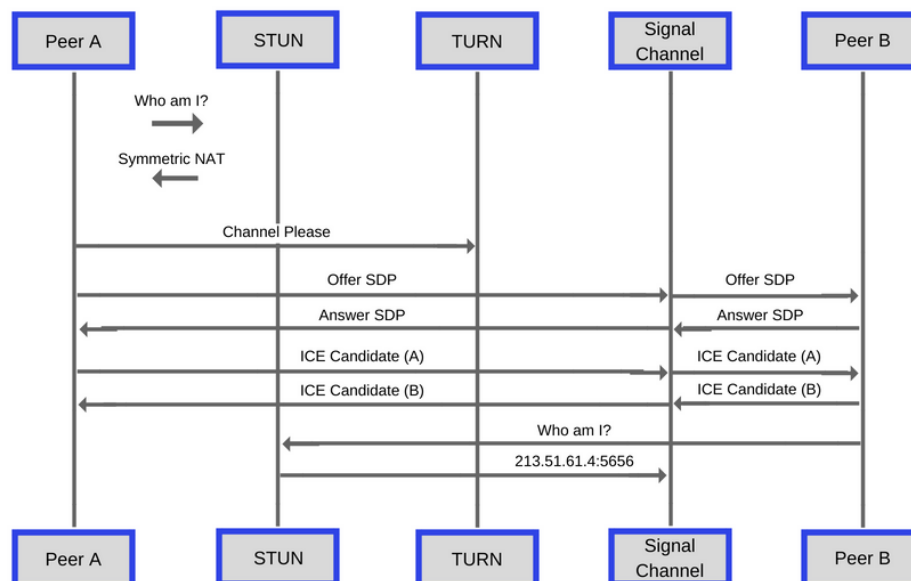 Peer A
STUN
TURN
Signal
Channel
Peer B
Who am I?
Symmetric NAT
Channel Please
Offer SDP
Offer SDP
Answer SDP
Answer SDP
ICE Candidate (A)
ICE Candidate (A)
ICE Candidate (B)
ICE Candidate (B)
Who am I?
213.51.61.4:5656
Peer A
STUN
TURN
Signal
Channel
Peer B